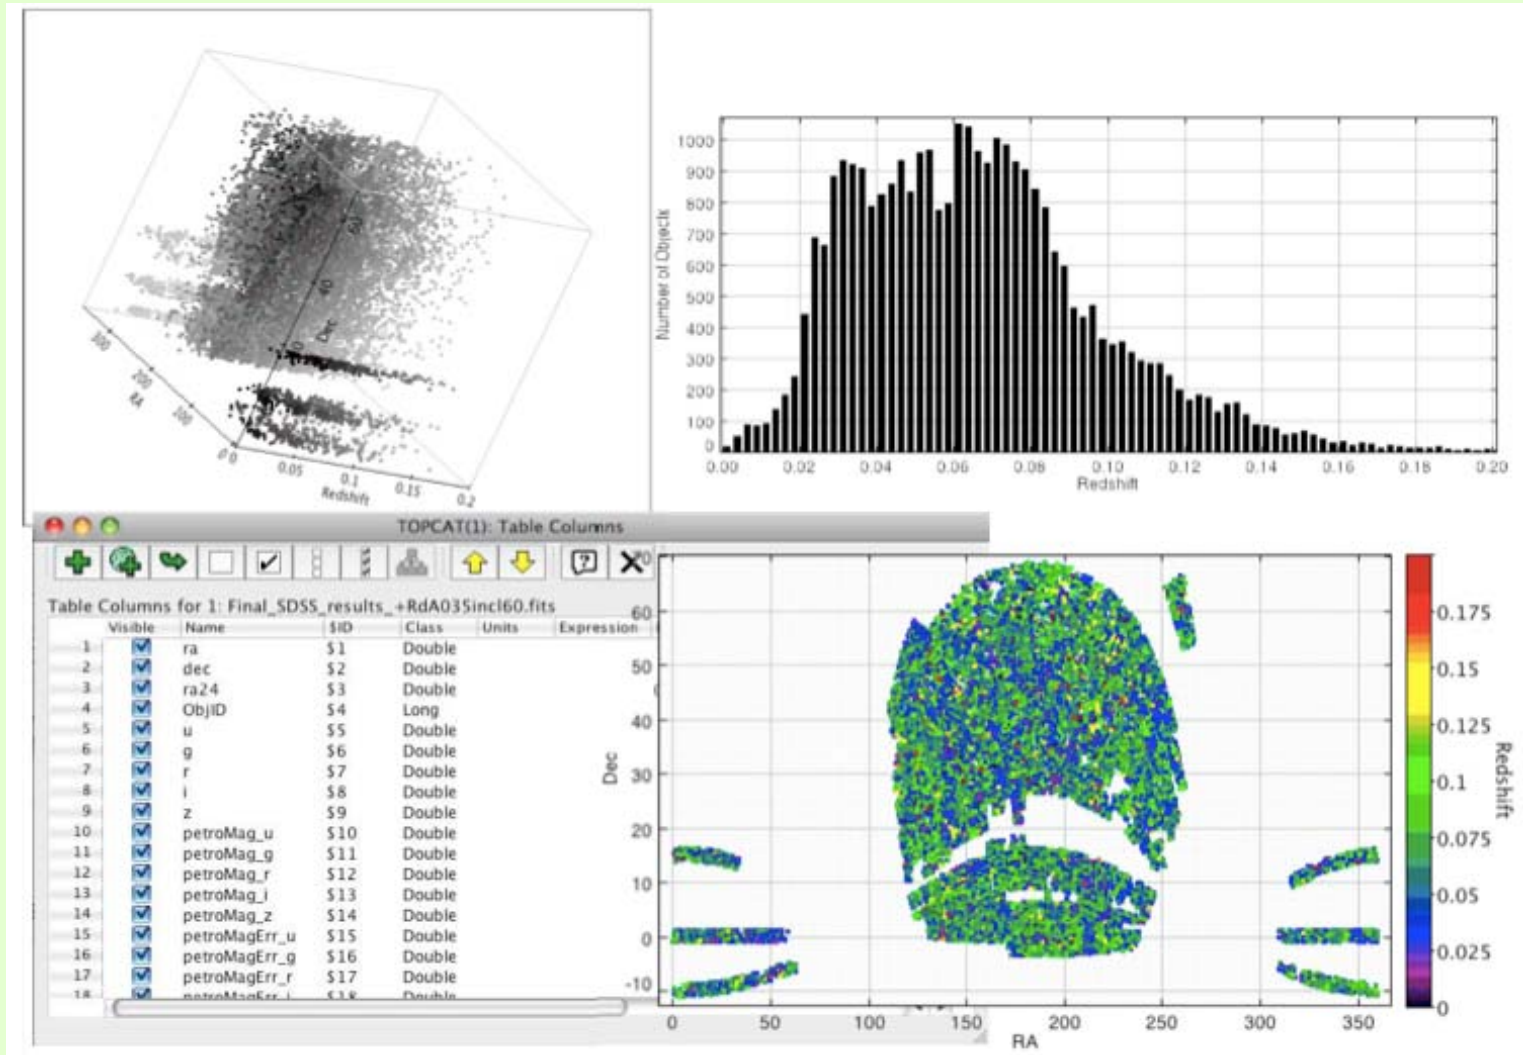 60
40
Dec
0
300
200
RA
100
0
0
0.05
0.1
0.15
0.2
Redshift
1000
900
800
700
600
500
400
300
200
100
0
Number of Objects
0.00 0.02 0.04 0.06 0.08 0.10 0.12 0.14 0.16 0.18 0.20
Redshift
TOPCAT(1): Table Columns
Table Columns for 1: Final_SDSS_results_+RdA035incl60.fits
Visible Name $ID Class Units Expression
1 ra $1 Double
2 dec $2 Double
3 ra24 $3 Double
4 ObjID $4 Long
5 u $5 Double
6 g $6 Double
7 r $7 Double
8 i $8 Double
9 z $9 Double
10 petroMag_u $10 Double
11 petroMag_g $11 Double
12 petroMag_r $12 Double
13 petroMag_i $13 Double
14 petroMag_z $14 Double
15 petroMagErr_u $15 Double
16 petroMagErr_g $16 Double
17 petroMagErr_r $17 Double
18 petroMagErr_i $18 Double
70
60
50
40
30
20
10
0
-10
Dec
0 50 100 150 200 250 300 350
RA
0.175
0.15
0.125
0.1
0.075
0.05
0.025
0
Redshift